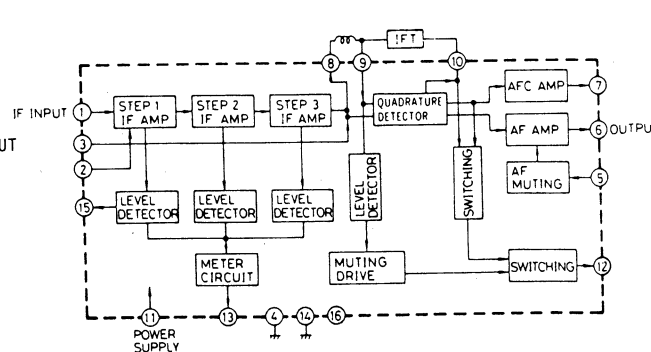 IFT
8
9
10
IF INPUT
1
STEP 1
IF AMP
STEP 2
IF AMP
STEP 3
IF AMP
QUADRATURE
DETECTOR
AFC AMP
7
3
UT
2
AF AMP
6
OUTPU
AF
MUTING
5
15
LEVEL
DETECTOR
LEVEL
DETECTOR
LEVEL
DETECTOR
LEVEL
DETECTOR
SWITCHING
METER
CIRCUIT
MUTING
DRIVE
SWITCHING
12
11
13
4
14
16
POWER
SUPPLY